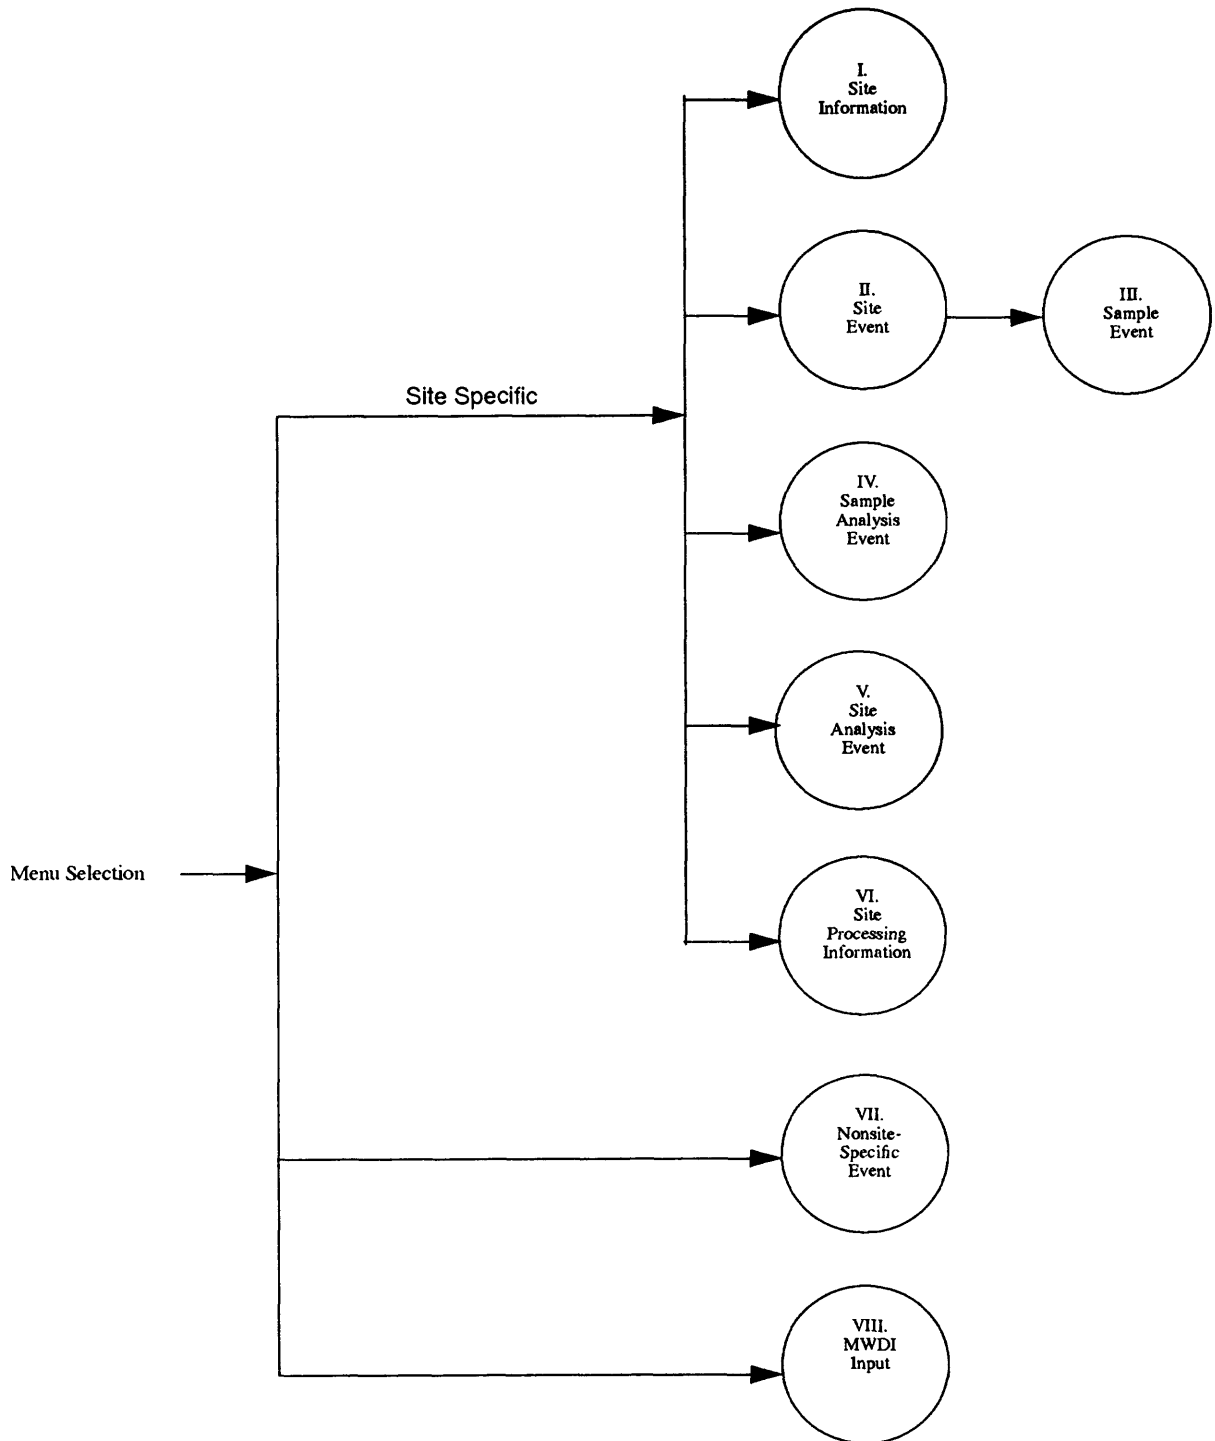 I.
Site
Information
II.
Site
Event
III.
Sample
Event
Site Specific
IV.
Sample
Analysis
Event
V.
Site
Analysis
Event
Menu Selection
VI.
Site
Processing
Information
VII.
Nonsite-
Specific
Event
VIII.
MWDI
Input